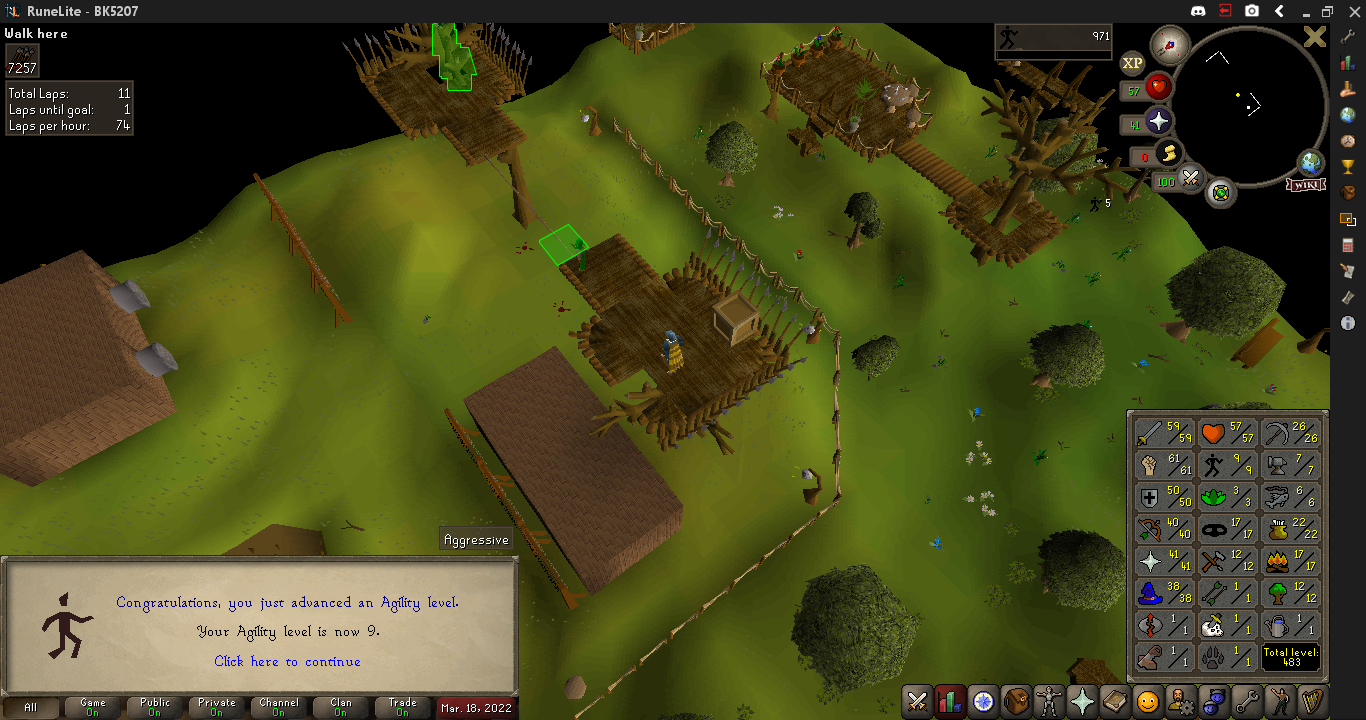 RuneLite - BK5207
Walk here
7257
Total Laps: 11
Laps until goal: 1
Laps per hour: 74
971
XP
57
41
0
100
WIKI
5
59/59 57/57 26/26
61/61 9/9 7/7
50/50 3/3 6/6
40/40 17/17 22/22
41/41 12/12 17/17
38/38 1/1 12/12
1/1 1/1 1/1
1/1 1/1 Total level: 483
Aggressive
Congratulations, you just advanced an Agility level.
Your Agility level is now 9.
Click here to continue
All
Game On
Public On
Private On
Channel On
Clan On
Trade On
Mar. 18, 2022